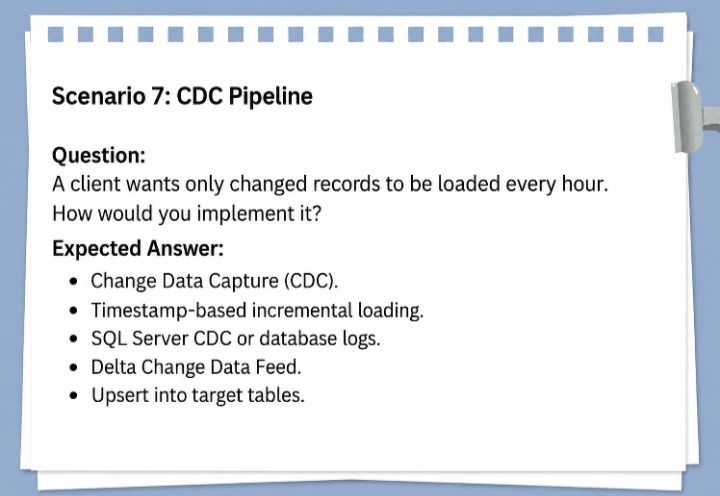 Scenario 7: CDC Pipeline
Question:
A client wants only changed records to be loaded every hour.
How would you implement it?
Expected Answer:
• Change Data Capture (CDC).
• Timestamp-based incremental loading.
• SQL Server CDC or database logs.
• Delta Change Data Feed.
• Upsert into target tables.